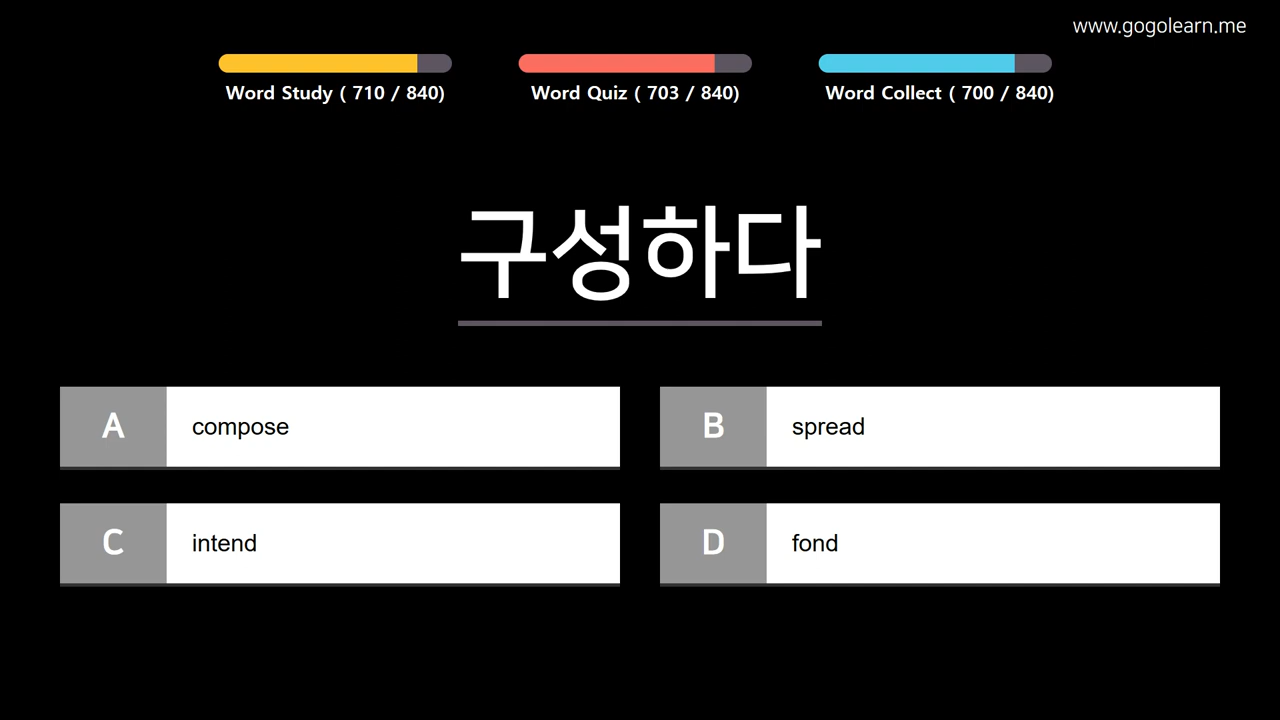 www.gogolearn.me
Word Study ( 710 / 840)
Word Quiz ( 703 / 840)
Word Collect ( 700 / 840)
구성하다
A compose
B spread
C intend
D fond